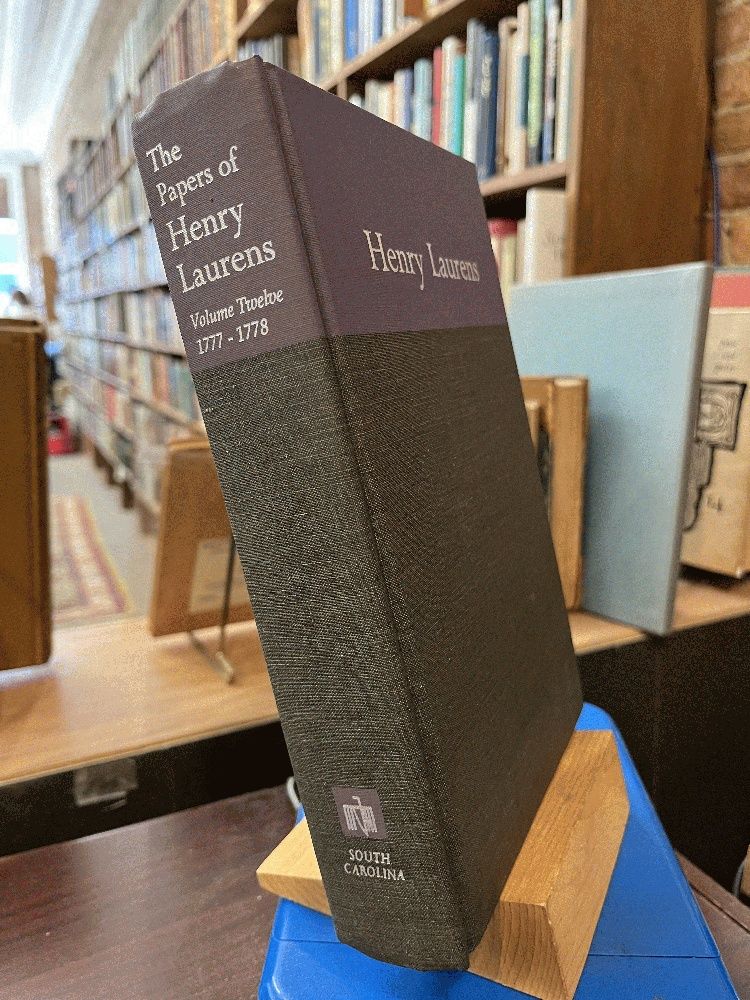 The
Papers of
Henry
Laurens
Volume Twelve
1777 - 1778
Henry Laurens
SOUTH
CAROLINA